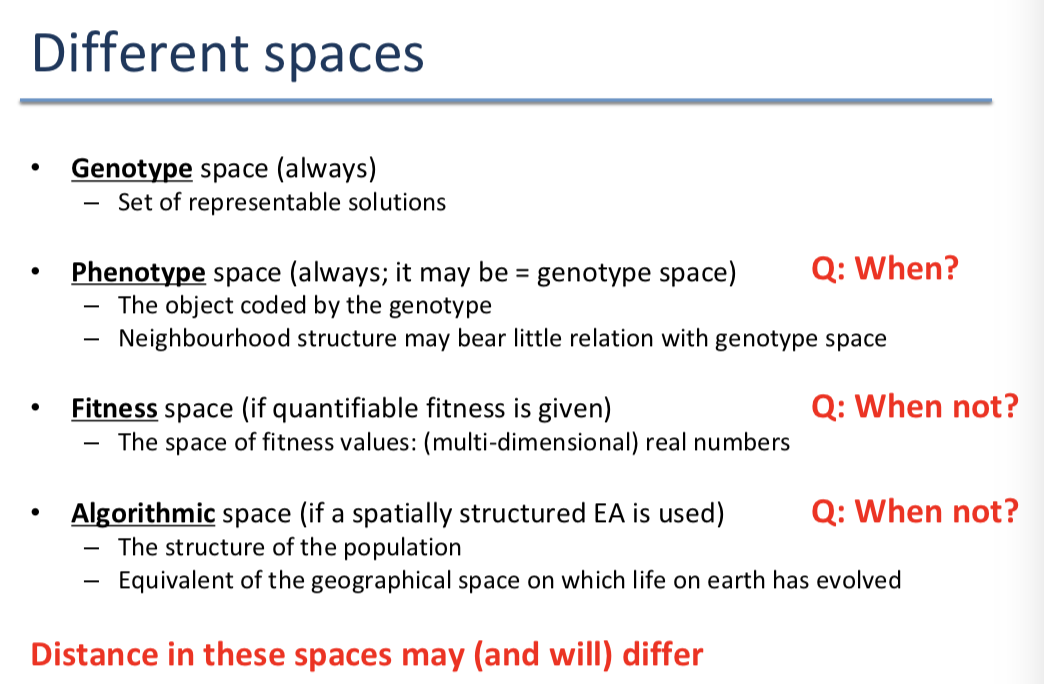 Different spaces
• Genotype space (always)
– Set of representable solutions
• Phenotype space (always; it may be = genotype space) Q: When?
– The object coded by the genotype
– Neighbourhood structure may bear little relation with genotype space
• Fitness space (if quantifiable fitness is given) Q: When not?
– The space of fitness values: (multi-dimensional) real numbers
• Algorithmic space (if a spatially structured EA is used) Q: When not?
– The structure of the population
– Equivalent of the geographical space on which life on earth has evolved
Distance in these spaces may (and will) differ